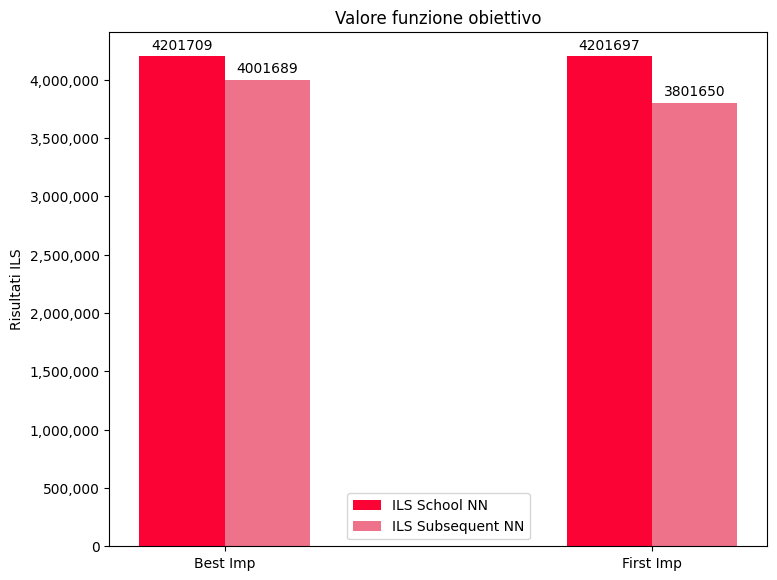 Valore funzione obiettivo
4201709
4001689
4201697
3801650
4,000,000
3,500,000
3,000,000
2,500,000
2,000,000
1,500,000
1,000,000
500,000
0
Risultati ILS
ILS School NN
ILS Subsequent NN
Best Imp
First Imp